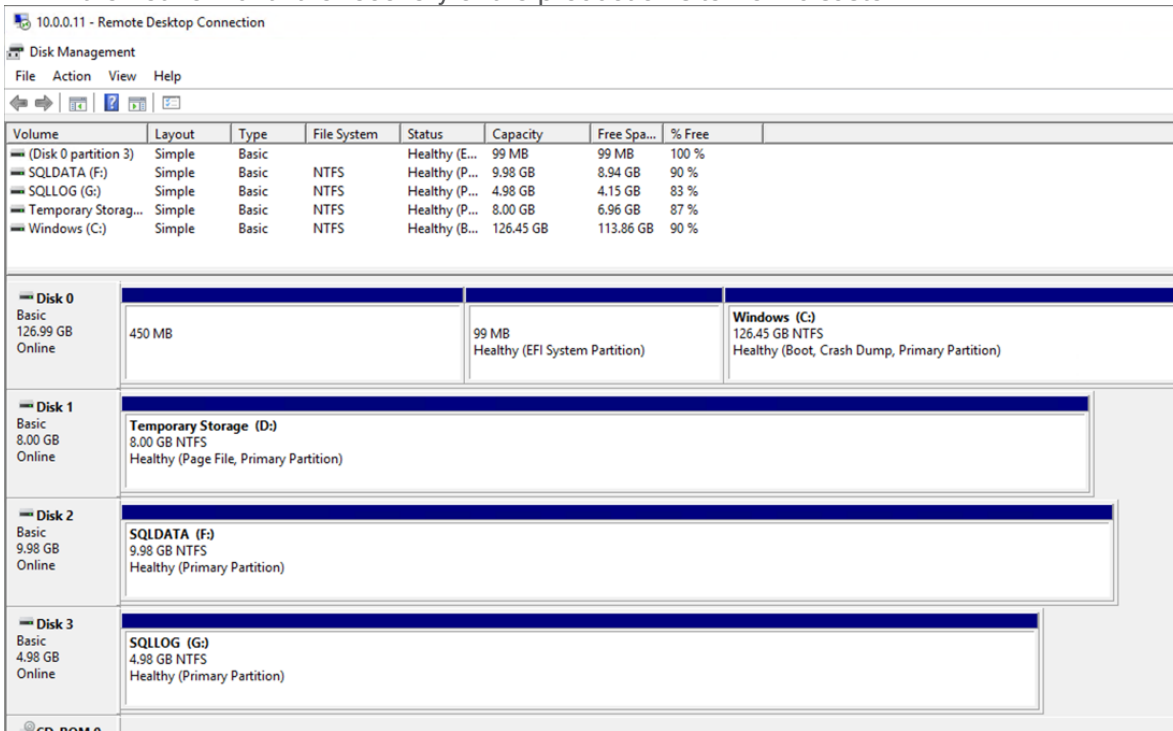 10.0.0.11 - Remote Desktop Connection
Disk Management
File Action View Help
Volume Layout Type File System Status Capacity Free Spa... % Free
(Disk 0 partition 3) Simple Basic Healthy (E... 99 MB 99 MB 100 %
SQLDATA (F:) Simple Basic NTFS Healthy (P... 9.98 GB 8.94 GB 90 %
SQLLOG (G:) Simple Basic NTFS Healthy (P... 4.98 GB 4.15 GB 83 %
Temporary Storag... Simple Basic NTFS Healthy (P... 8.00 GB 6.96 GB 87 %
Windows (C:) Simple Basic NTFS Healthy (B... 126.45 GB 113.86 GB 90 %
Disk 0
Basic
126.99 GB
Online
450 MB
99 MB
Healthy (EFI System Partition)
Windows (C:)
126.45 GB NTFS
Healthy (Boot, Crash Dump, Primary Partition)
Disk 1
Basic
8.00 GB
Online
Temporary Storage (D:)
8.00 GB NTFS
Healthy (Page File, Primary Partition)
Disk 2
Basic
9.98 GB
Online
SQLDATA (F:)
9.98 GB NTFS
Healthy (Primary Partition)
Disk 3
Basic
4.98 GB
Online
SQLLOG (G:)
4.98 GB NTFS
Healthy (Primary Partition)
CD-ROM 0